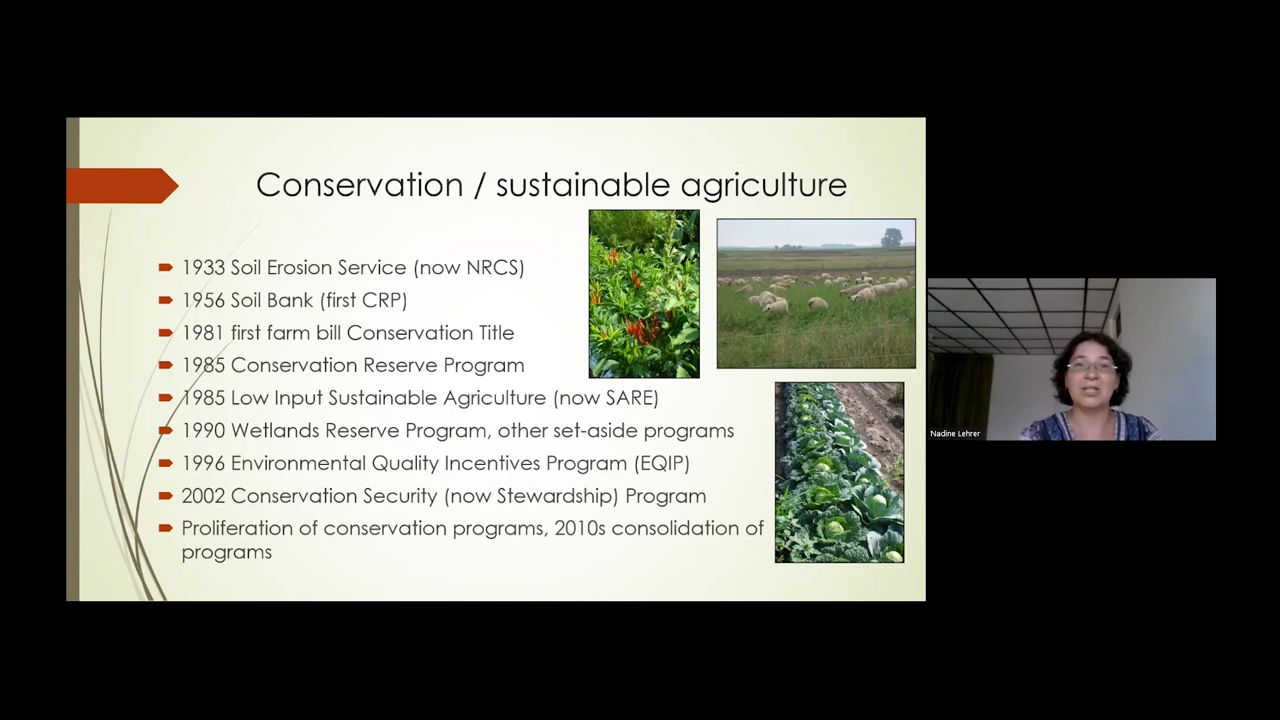 Conservation / sustainable agriculture
1933 Soil Erosion Service (now NRCS)
1956 Soil Bank (first CRP)
1981 first farm bill Conservation Title
1985 Conservation Reserve Program
1985 Low Input Sustainable Agriculture (now SARE)
1990 Wetlands Reserve Program, other set-aside programs
1996 Environmental Quality Incentives Program (EQIP)
2002 Conservation Security (now Stewardship) Program
Proliferation of conservation programs, 2010s consolidation of
programs
Nadine Lehrer